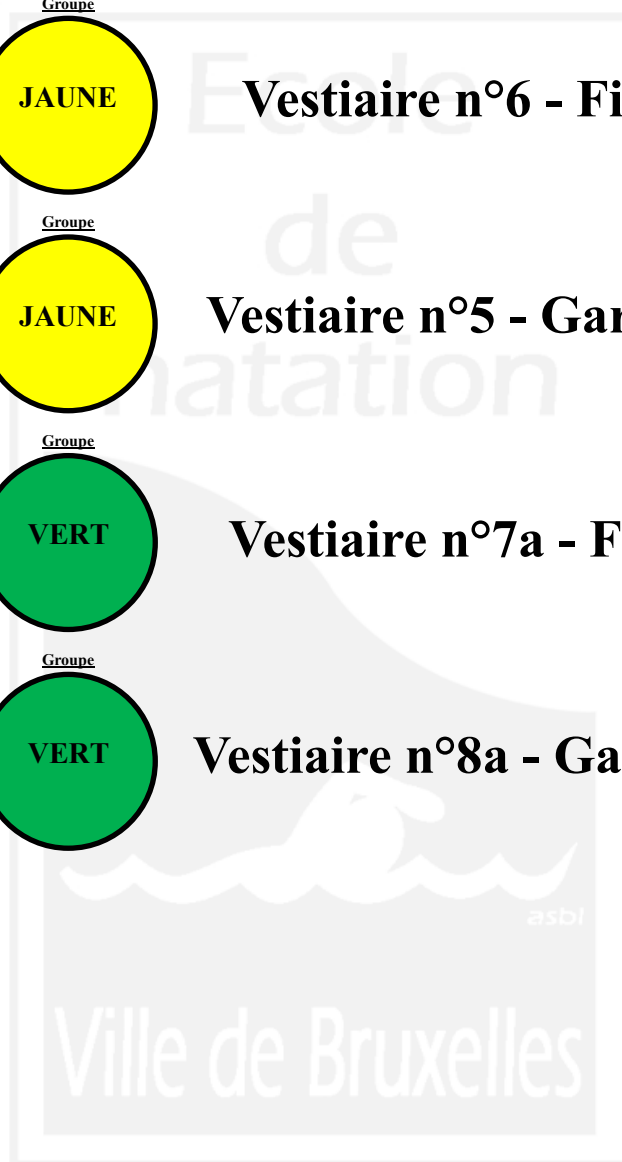 Groupe
JAUNE
Vestiaire n°6 - Fi
Groupe
JAUNE
Vestiaire n°5 - Gar
Groupe
VERT
Vestiaire n°7a - F
Groupe
VERT
Vestiaire n°8a - Ga
Ecole
de
natation
asbl
Ville de Bruxelles